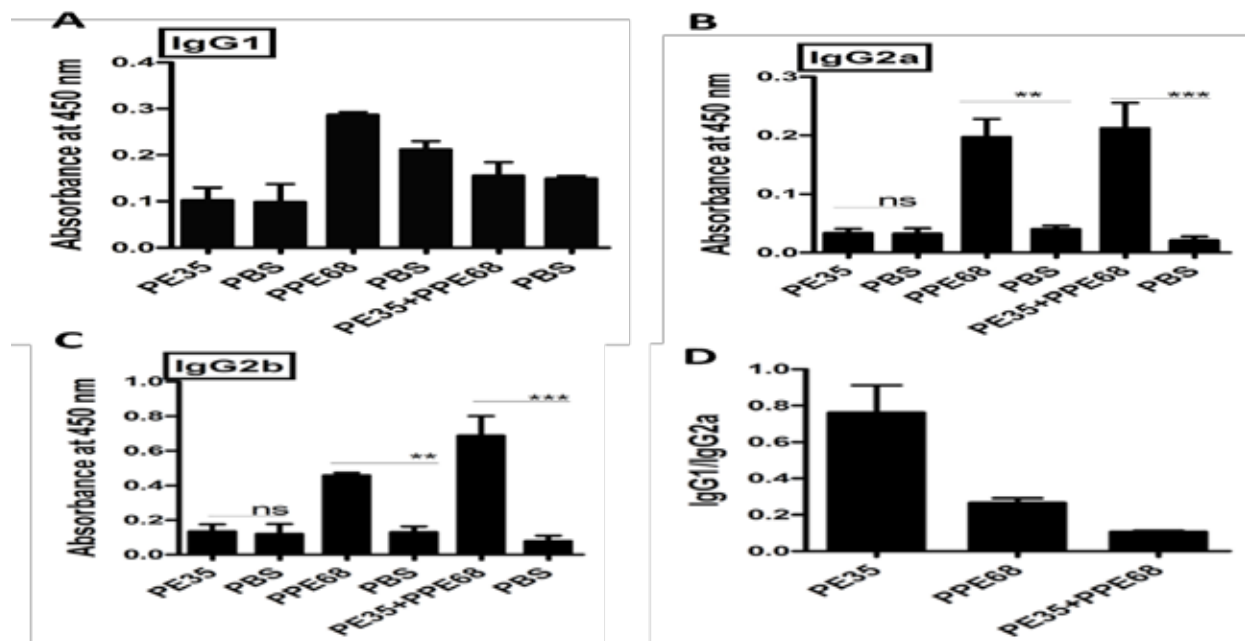 A
IgG1
Absorbance at 450 nm
0.4
0.3
0.2
0.1
0.0
PE35
PBS
PPE68
PBS
PE35+PPE68
PBS
B
IgG2a
Absorbance at 450 nm
0.3
0.2
0.1
0.0
ns
**
***
PE35
PBS
PPE68
PBS
PE35+PPE68
PBS
C
IgG2b
Absorbance at 450 nm
1.0
0.8
0.6
0.4
0.2
0.0
ns
**
***
PE35
PBS
PPE68
PBS
PE35+PPE68
PBS
D
IgG1/IgG2a
1.0
0.8
0.6
0.4
0.2
0.0
PE35
PPE68
PE35+PPE68